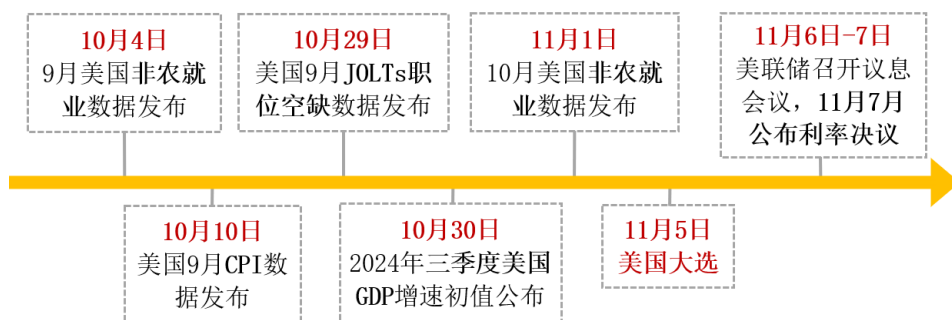 10月4日
9月美国非农就
业数据发布
10月29日
美国9月JOLTs职
位空缺数据发布
11月1日
10月美国非农就
业数据发布
11月6日-7日
美联储召开议息
会议，11月7月
公布利率决议
10月10日
美国9月CPI数
据发布
10月30日
2024年三季度美国
GDP增速初值公布
11月5日
美国大选